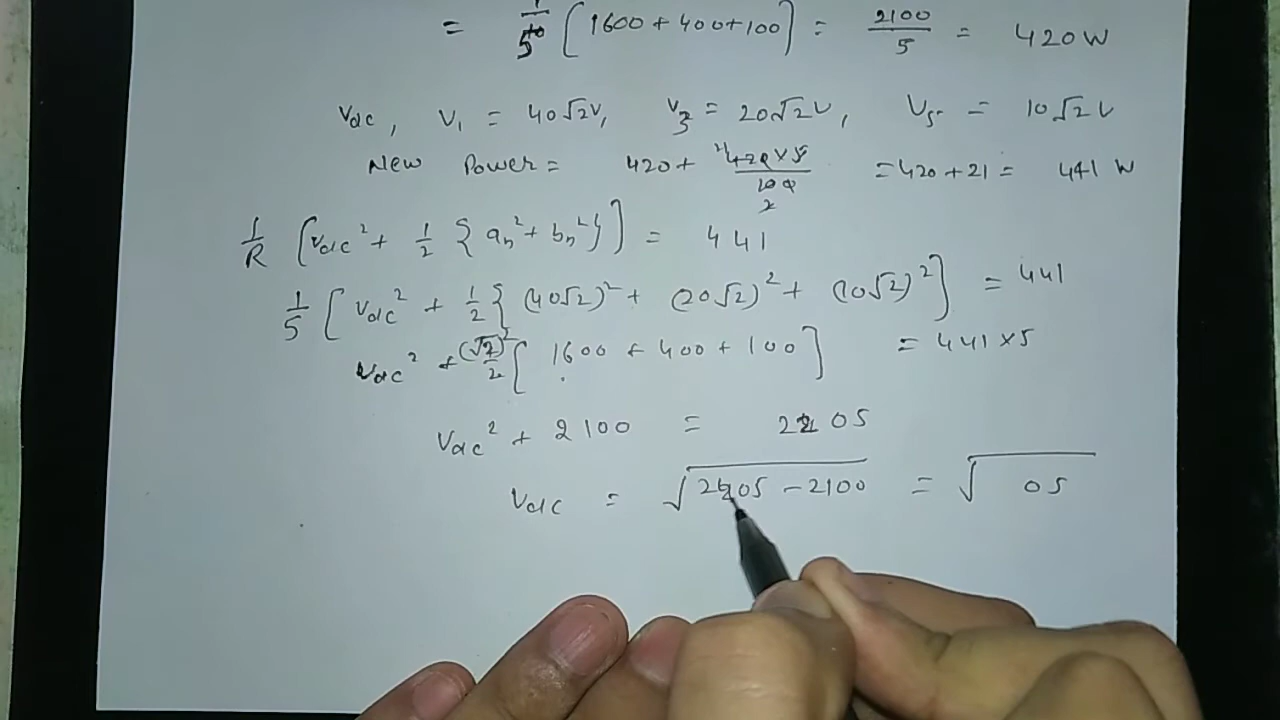 = 1/5 [1600 + 400 + 100] = 2100/5 = 420 W
Vdc, V1 = 40√2V, V3 = 20√2V, V5 = 10√2V
New Power = 420 + 420×5/100 = 420 + 21 = 441 W
1/R [Vdc² + 1/2 {an² + bn²}] = 441
1/5 [Vdc² + 1/2 { (40√2)² + (20√2)² + (10√2)²] = 441
Vdc² + (√2)²/2 [1600 + 400 + 100] = 441×5
Vdc² + 2100 = 2205
Vdc = √2205 - 2100 = √ 05